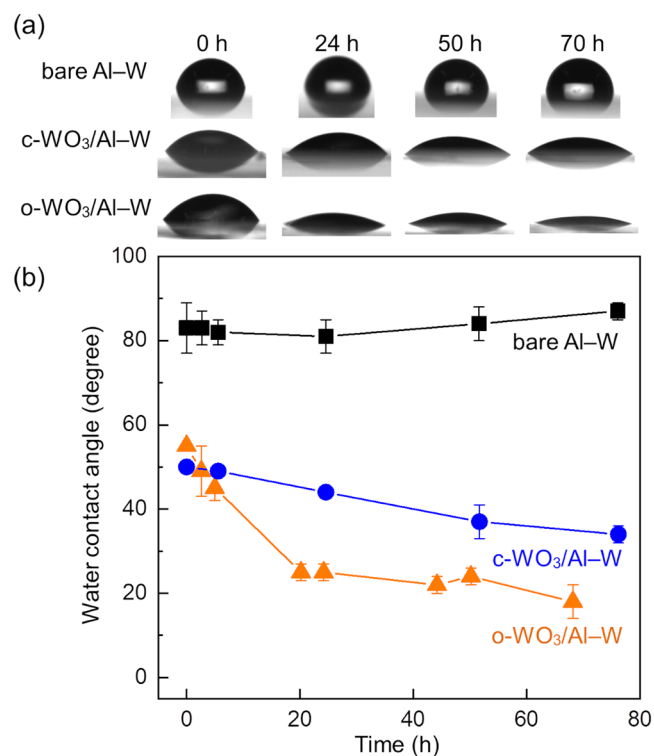 (a)
0 h 24 h 50 h 70 h
bare Al–W
c-WO₃/Al–W
o-WO₃/Al–W
(b)
100
80
60
40
20
0
Water contact angle (degree)
bare Al–W
c-WO₃/Al–W
o-WO₃/Al–W
0 20 40 60 80
Time (h)